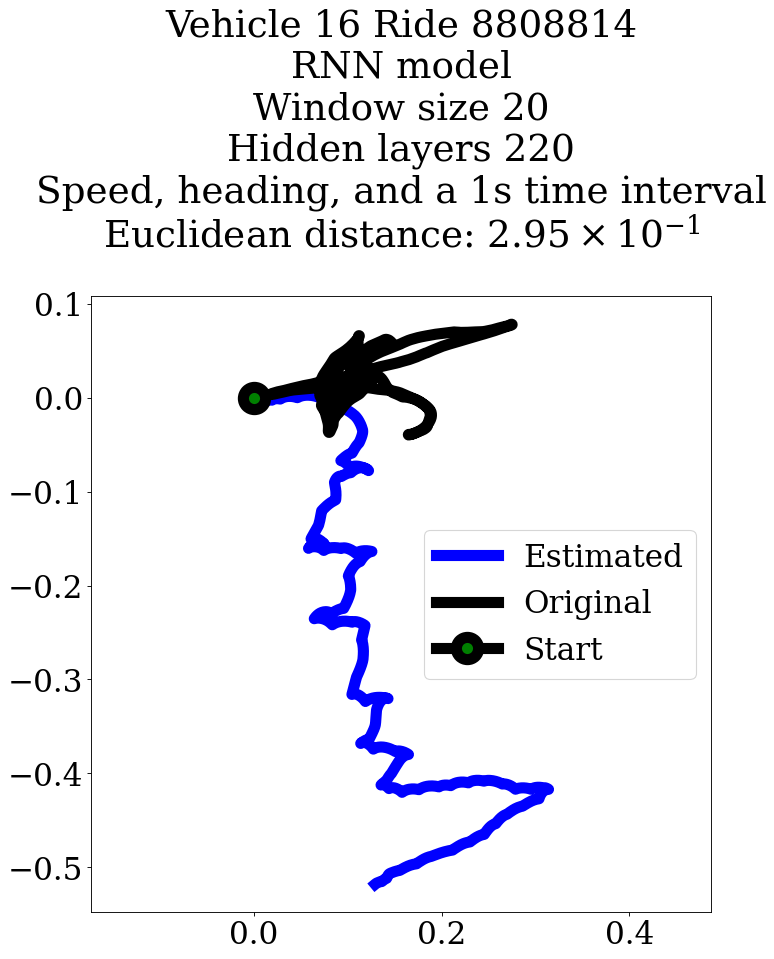 Vehicle 16 Ride 8808814
RNN model
Window size 20
Hidden layers 220
Speed, heading, and a 1s time interval
Euclidean distance: 2.95 × 10⁻¹
0.1
0.0
−0.1
−0.2
−0.3
−0.4
−0.5
Estimated
Original
Start
0.0 0.2 0.4